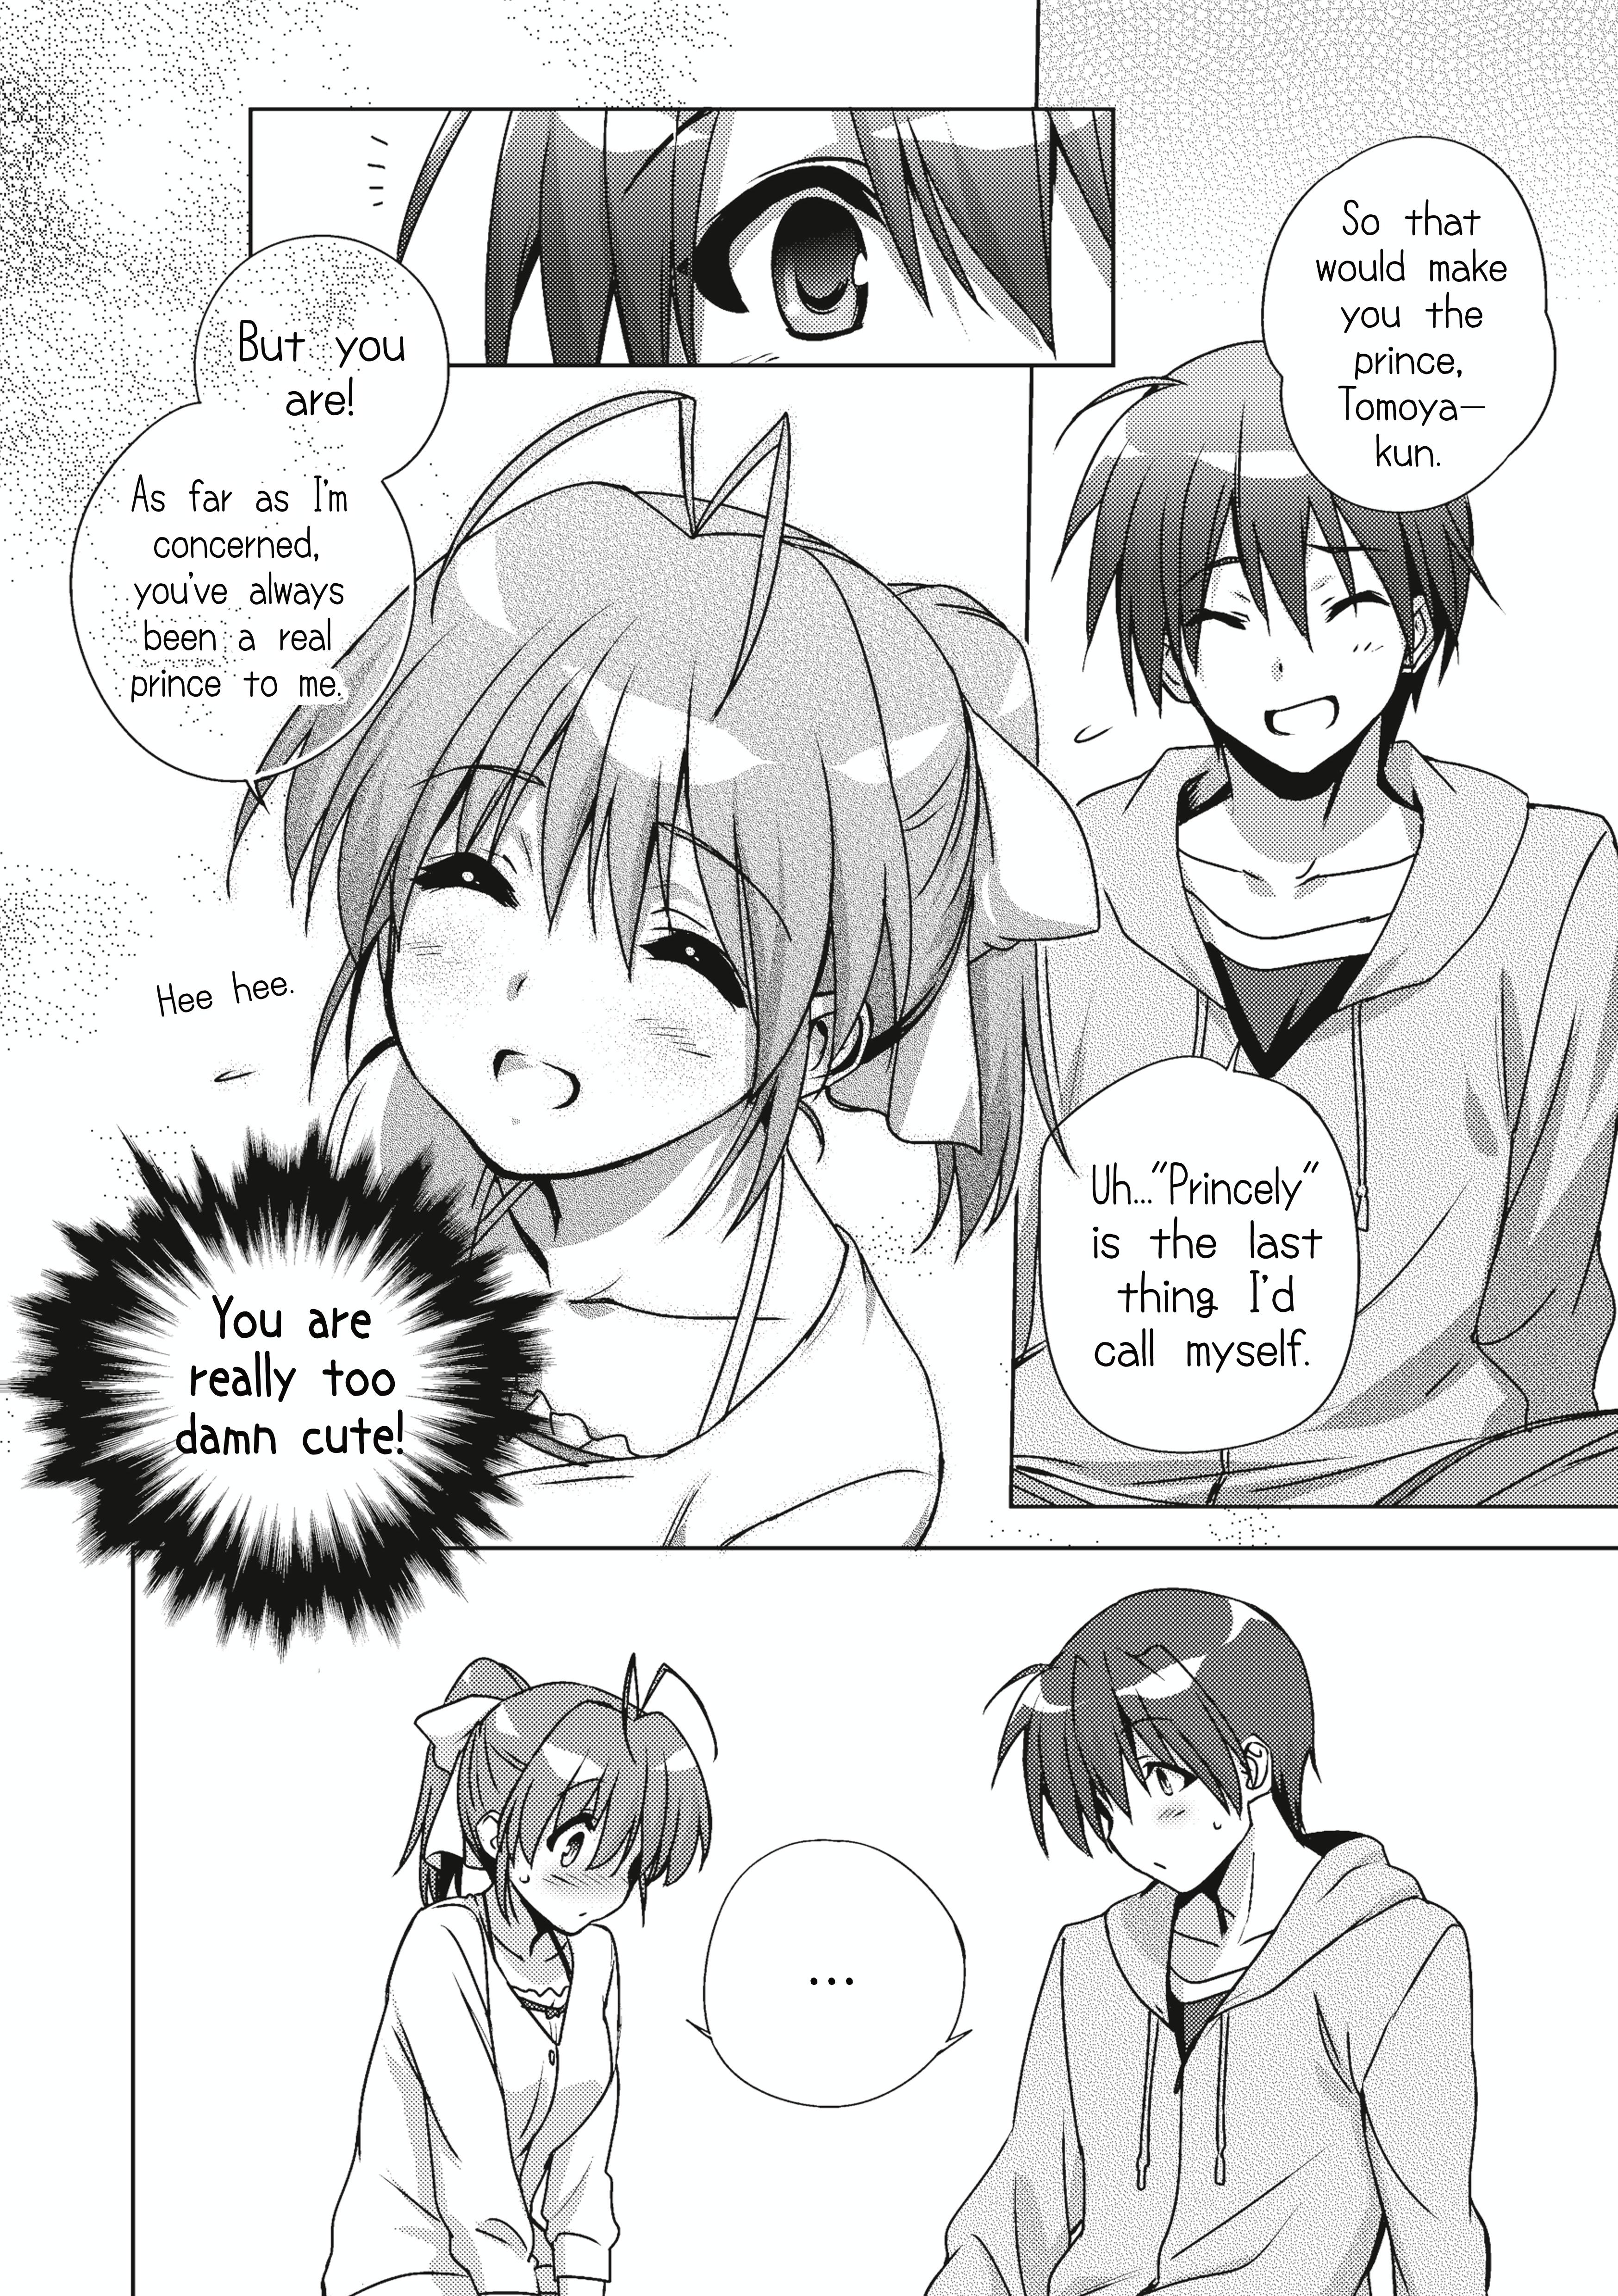 So that
would make
you the
prince,
Tomoya—
kun.
Uh..."Princely"
is the last
thing I'd
call myself.
But you
are!
As far as I'm
concerned,
you've always
been a real
prince to me.
Hee hee.
You are
really too
damn cute!
...